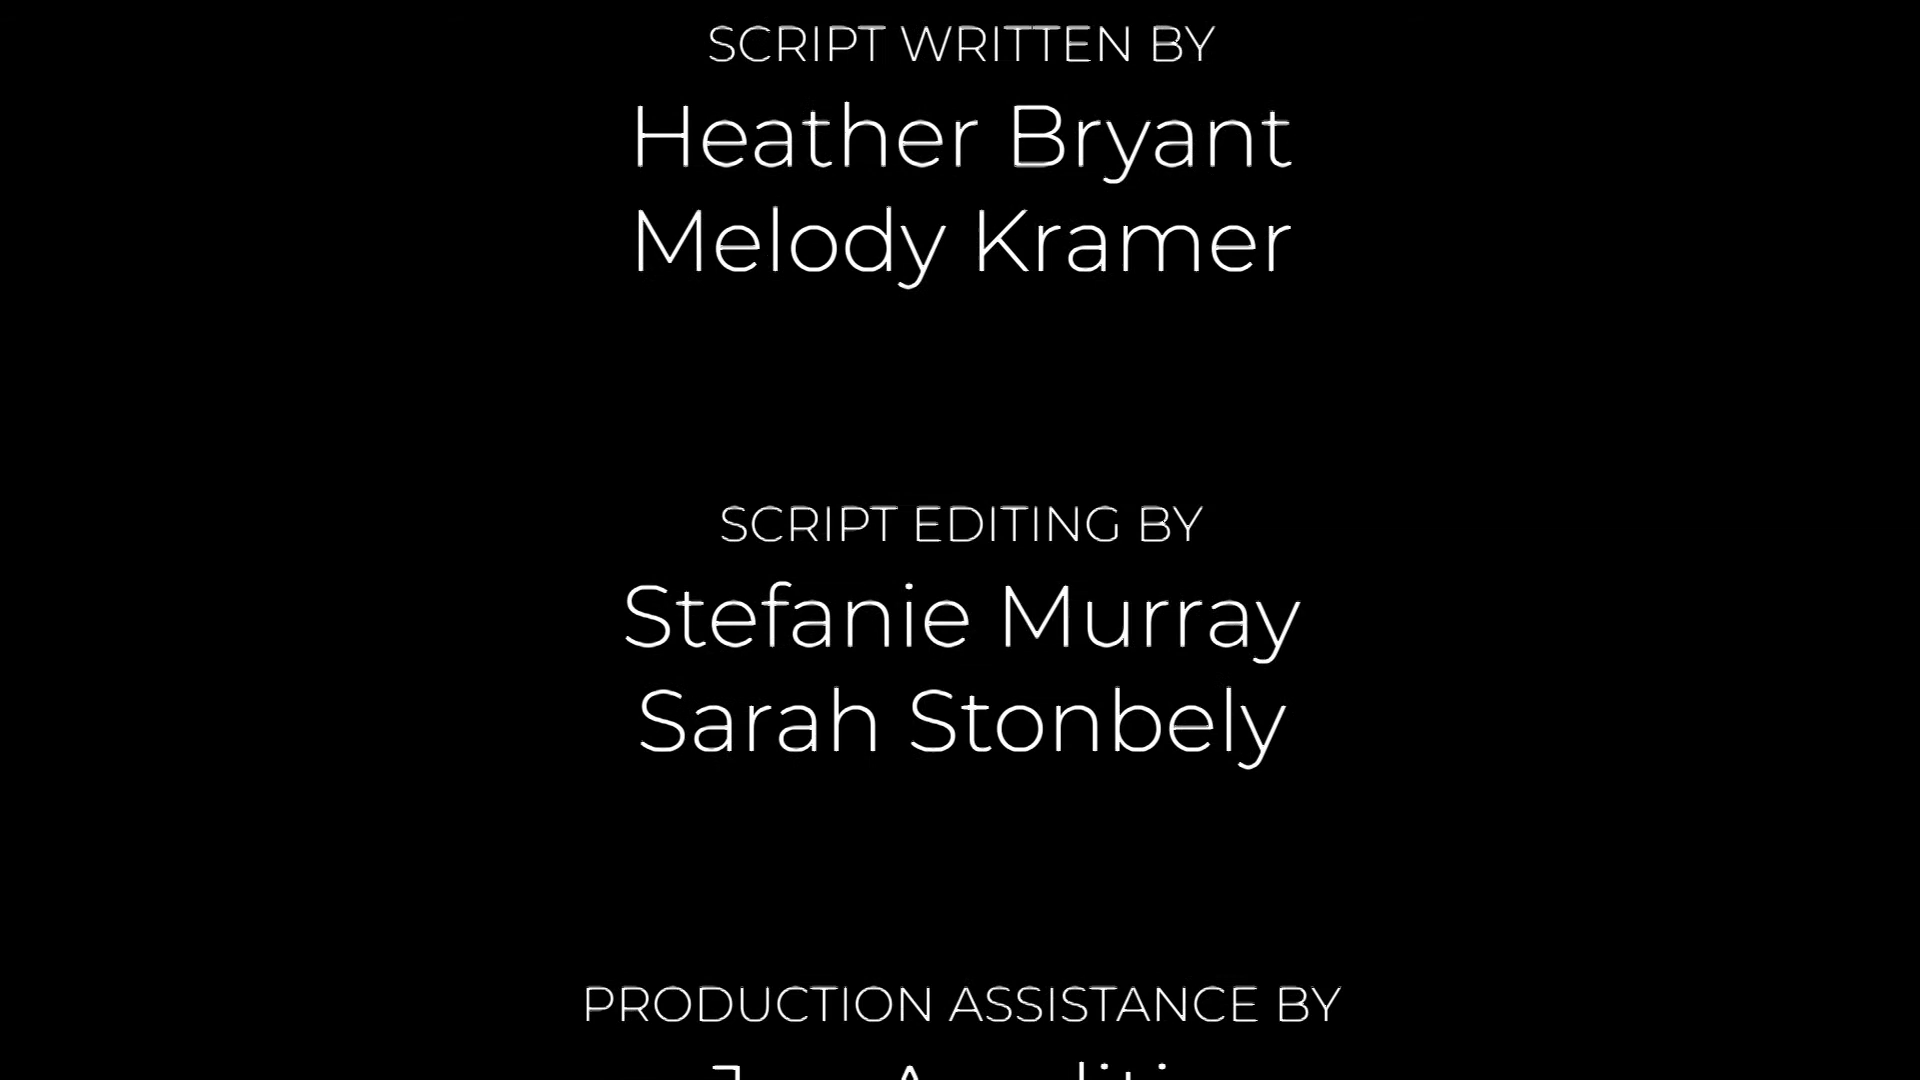 SCRIPT WRITTEN BY
Heather Bryant
Melody Kramer
SCRIPT EDITING BY
Stefanie Murray
Sarah Stonbely
PRODUCTION ASSISTANCE BY